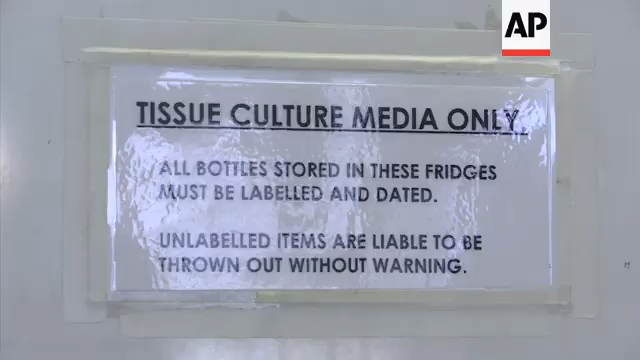 AP
TISSUE CULTURE MEDIA ONLY.
ALL BOTTLES STORED IN THESE FRIDGES
MUST BE LABELLED AND DATED.
UNLABELLED ITEMS ARE LIABLE TO BE
THROWN OUT WITHOUT WARNING.